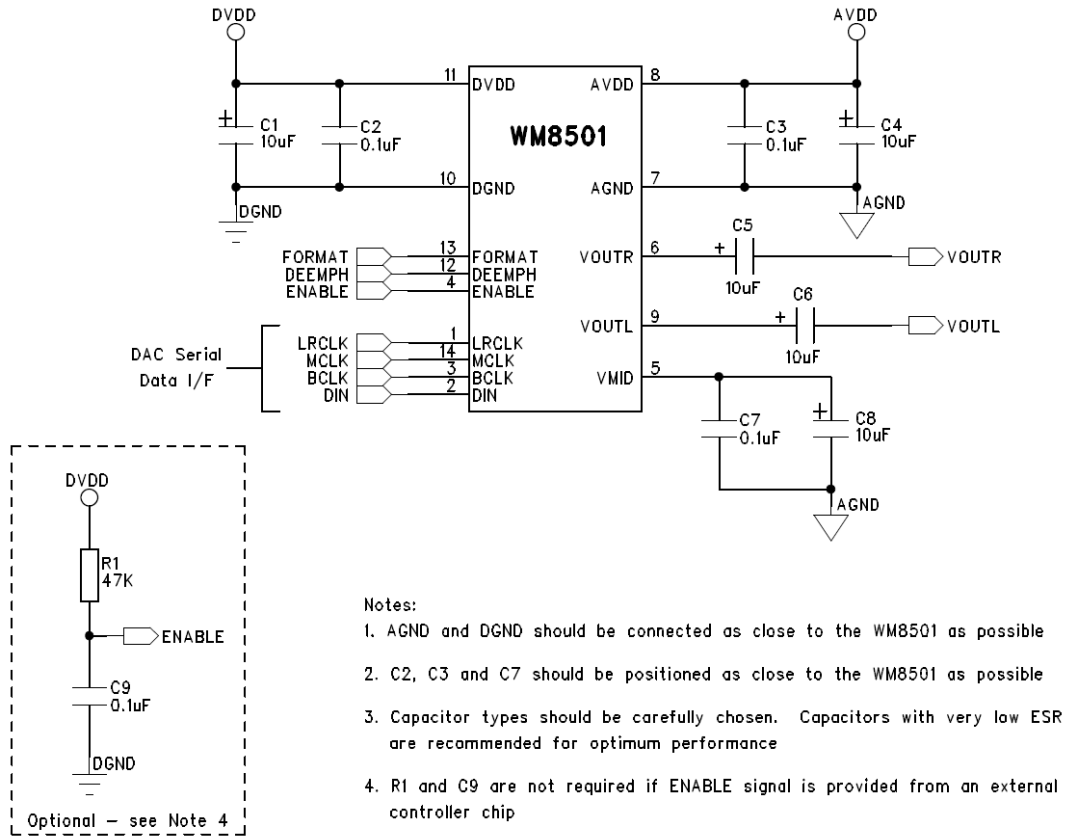 DVDD
AVDD
11
DVDD
AVDD
8
WM8501
+
C1
10uF
C2
0.1uF
C3
0.1uF
+
C4
10uF
10
DGND
AGND
7
DGND
AGND
FORMAT
13
FORMAT
DEEMPH
12
DEEMPH
ENABLE
4
ENABLE
VOUTR
6
+
C5
10uF
VOUTR
VOUTL
9
+
C6
10uF
VOUTL
DAC Serial
Data I/F
LRCLK
1
LRCLK
MCLK
14
MCLK
BCLK
3
BCLK
DIN
2
DIN
VMID
5
C7
0.1uF
+
C8
10uF
AGND
DVDD
R1
47K
ENABLE
C9
0.1uF
DGND
Optional – see Note 4
Notes:
1. AGND and DGND should be connected as close to the WM8501 as possible
2. C2, C3 and C7 should be positioned as close to the WM8501 as possible
3. Capacitor types should be carefully chosen. Capacitors with very low ESR
are recommended for optimum performance
4. R1 and C9 are not required if ENABLE signal is provided from an external
controller chip